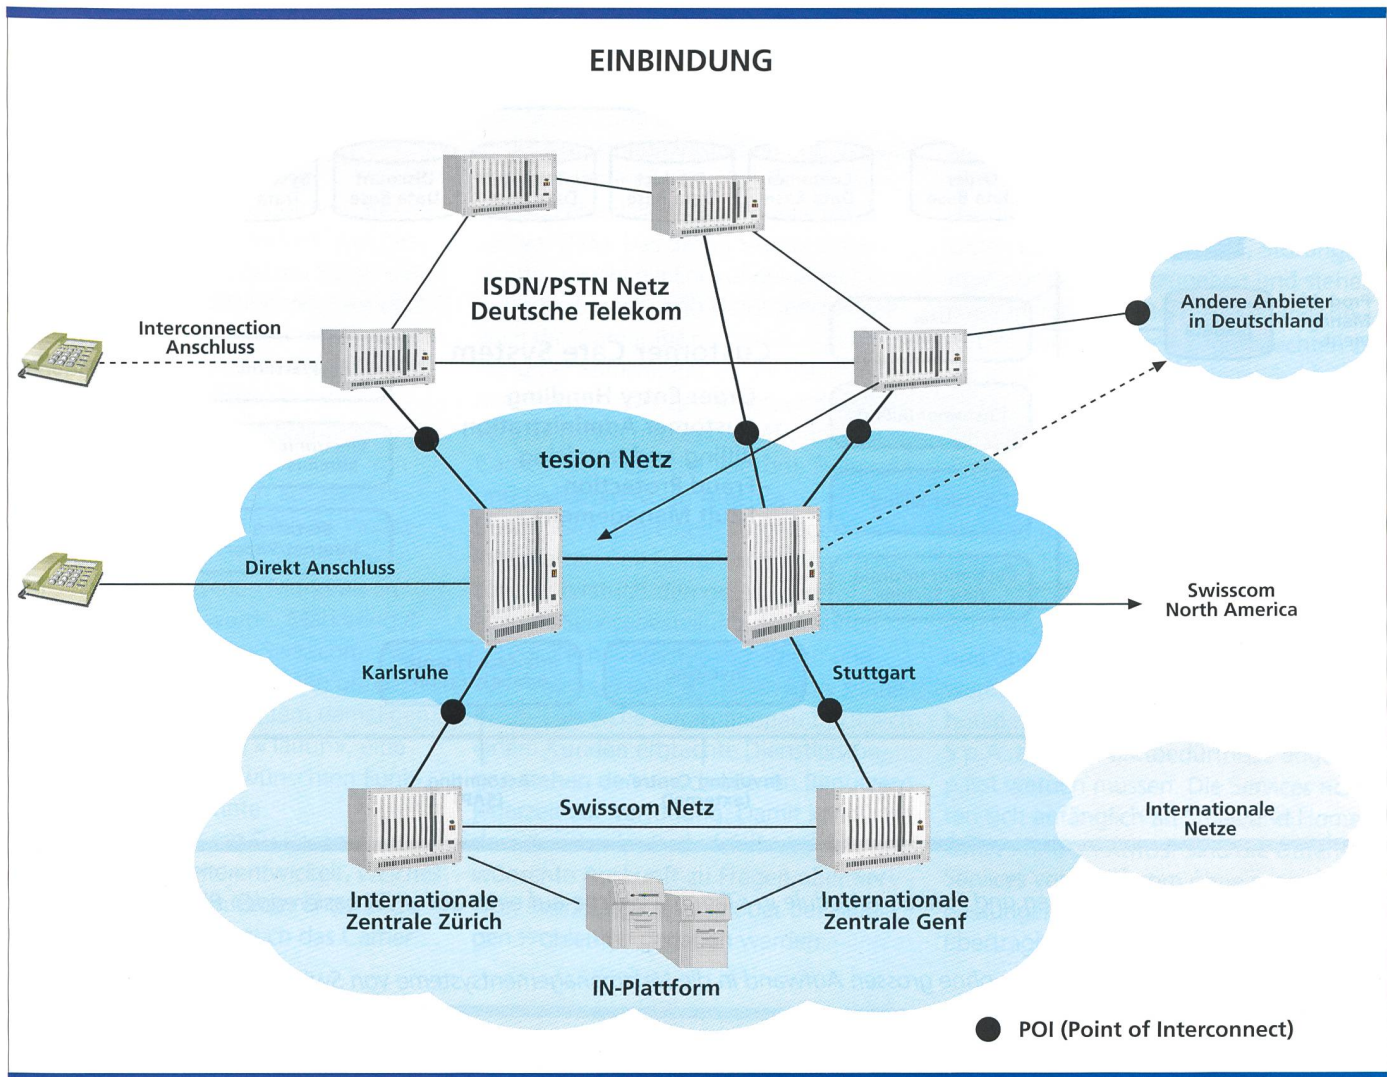 EINBINDUNG
ISDN/PSTN Netz
Deutsche Telekom
Andere Anbieter
in Deutschland
Interconnection
Anschluss
tesion Netz
Direkt Anschluss
Swisscom
North America
Karlsruhe
Stuttgart
Swisscom Netz
Internationale
Netze
Internationale
Zentrale Zürich
Internationale
Zentrale Genf
IN-Plattform
POI (Point of Interconnect)